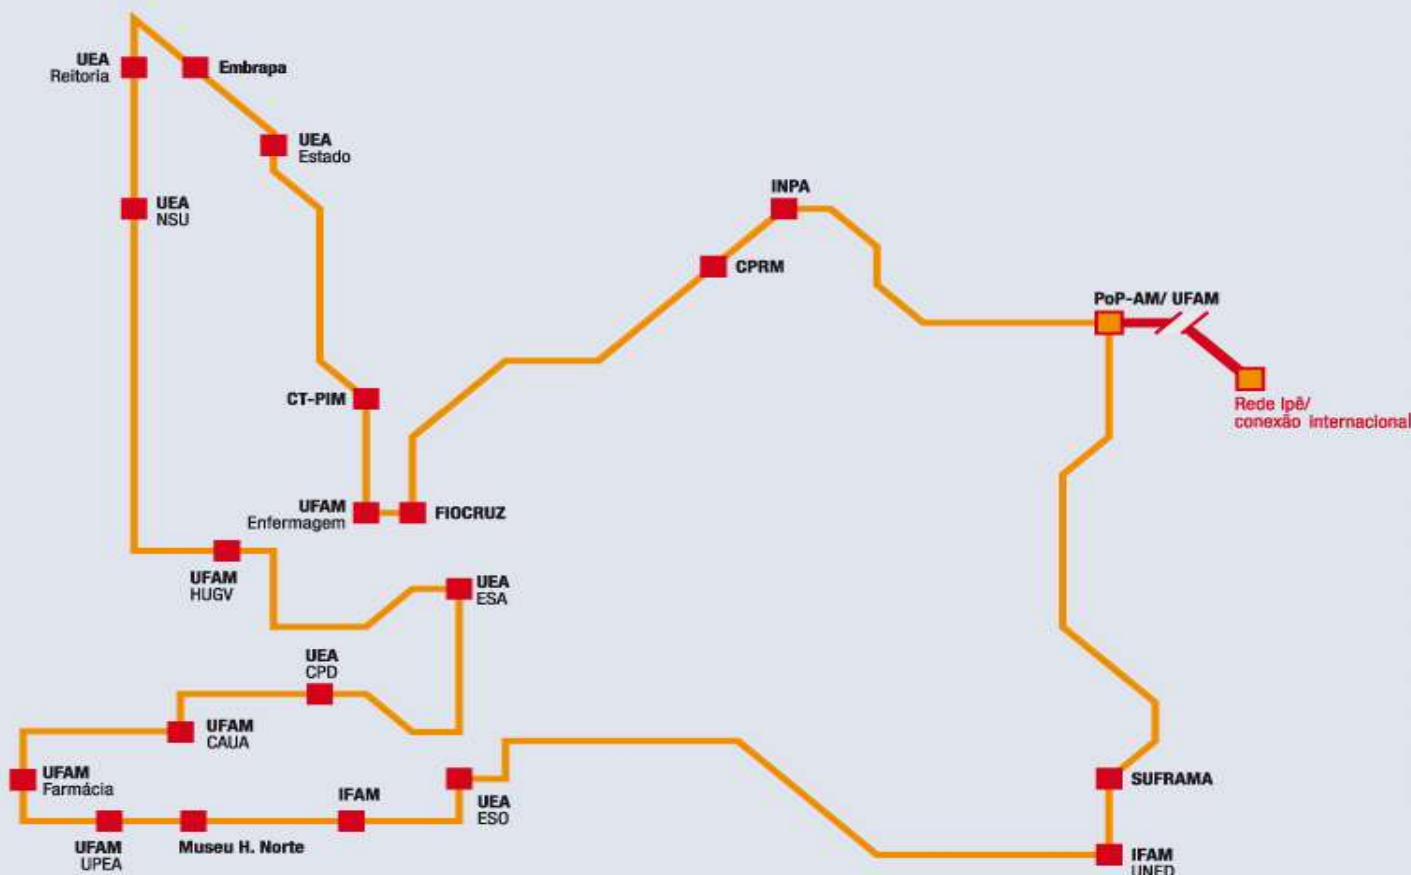 UEA
Reitoria
Embrapa
UEA
Estado
UEA
NSU
INPA
CPRM
PoP-AM/ UFAM
Rede Ipê/
conexão internacional
CT-PIM
UFAM
Enfermagem
FIOCRUZ
UFAM
HUGV
UEA
ESA
UEA
CPD
UFAM
CAUA
UFAM
Farmácia
IFAM
UEA
ESO
SUFRAMA
UFAM
UPEA
Museu H. Norte
IFAM
UNED